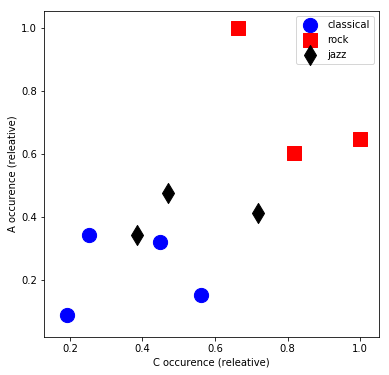 classical
rock
jazz
1.0
0.8
0.6
0.4
0.2
A occurence (releative)
0.2
0.4
0.6
0.8
1.0
C occurence (releative)